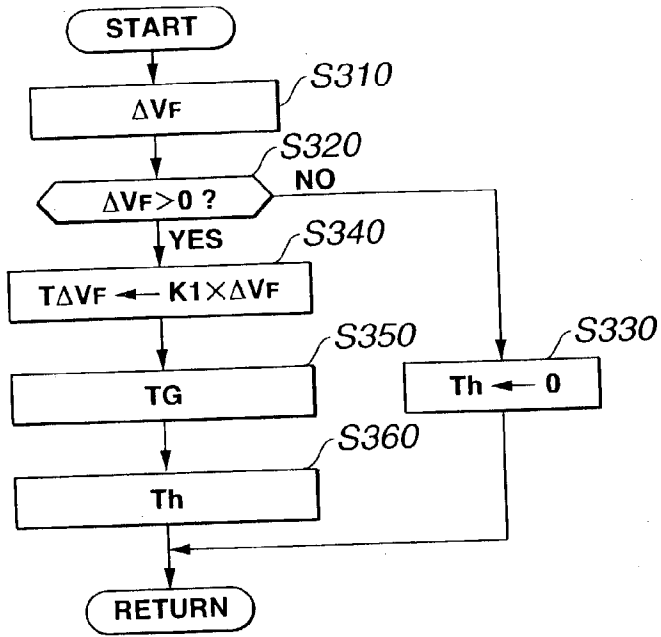 START
S310
ΔVF
S320
ΔVF>0 ?
NO
YES
S340
TΔVF ← K1×ΔVF
S350
TG
S330
Th ← 0
S360
Th
RETURN